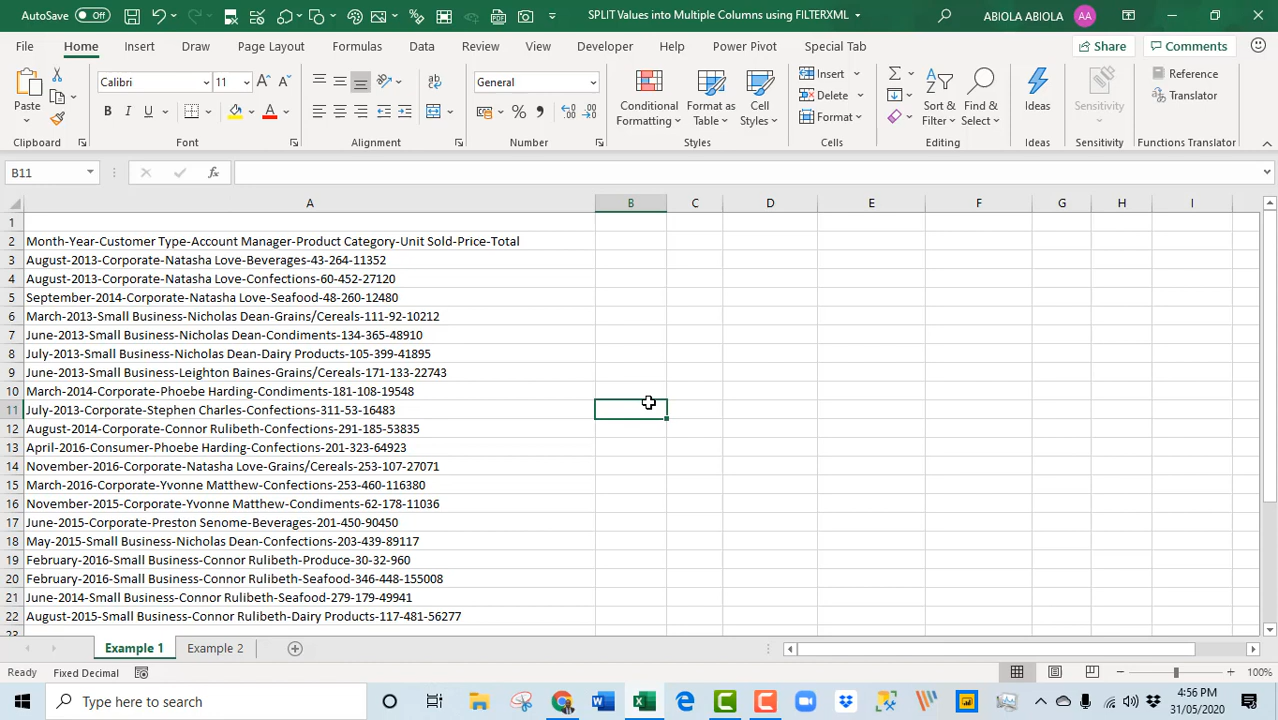 AutoSave Off SPLIT Values into Multiple Columns using FILTERXML ABIOLA ABIOLA AA
File Home Insert Draw Page Layout Formulas Data Review View Developer Help Power Pivot Special Tab Share Comments
Paste Calibri 11 General Conditional Formatting Format as Table Cell Styles Insert Delete Format Sort & Filter Find & Select Ideas Sensitivity Reference Translator
Clipboard Font Alignment Number Styles Cells Editing Ideas Sensitivity Functions Translator
B11 fx
A B C D E F G H I
1
2 Month-Year-Customer Type-Account Manager-Product Category-Unit Sold-Price-Total
3 August-2013-Corporate-Natasha Love-Beverages-43-264-11352
4 August-2013-Corporate-Natasha Love-Confections-60-452-27120
5 September-2014-Corporate-Natasha Love-Seafood-48-260-12480
6 March-2013-Small Business-Nicholas Dean-Grains/Cereals-111-92-10212
7 June-2013-Small Business-Nicholas Dean-Condiments-134-365-48910
8 July-2013-Small Business-Nicholas Dean-Dairy Products-105-399-41895
9 June-2013-Small Business-Leighton Baines-Grains/Cereals-171-133-22743
10 March-2014-Corporate-Phoebe Harding-Condiments-181-108-19548
11 July-2013-Corporate-Stephen Charles-Confections-311-53-16483
12 August-2014-Corporate-Connor Rulibeth-Confections-291-185-53835
13 April-2016-Consumer-Phoebe Harding-Confections-201-323-64923
14 November-2016-Corporate-Natasha Love-Grains/Cereals-253-107-27071
15 March-2016-Corporate-Yvonne Matthew-Confections-253-460-116380
16 November-2015-Corporate-Yvonne Matthew-Condiments-62-178-11036
17 June-2015-Corporate-Preston Senome-Beverages-201-450-90450
18 May-2015-Small Business-Nicholas Dean-Confections-203-439-89117
19 February-2016-Small Business-Connor Rulibeth-Produce-30-32-960
20 February-2016-Small Business-Connor Rulibeth-Seafood-346-448-155008
21 June-2014-Small Business-Connor Rulibeth-Seafood-279-179-49941
22 August-2015-Small Business-Connor Rulibeth-Dairy Products-117-481-56277
23
Example 1 Example 2
Ready Fixed Decimal 100%
Type here to search 4:56 PM
31/05/2020